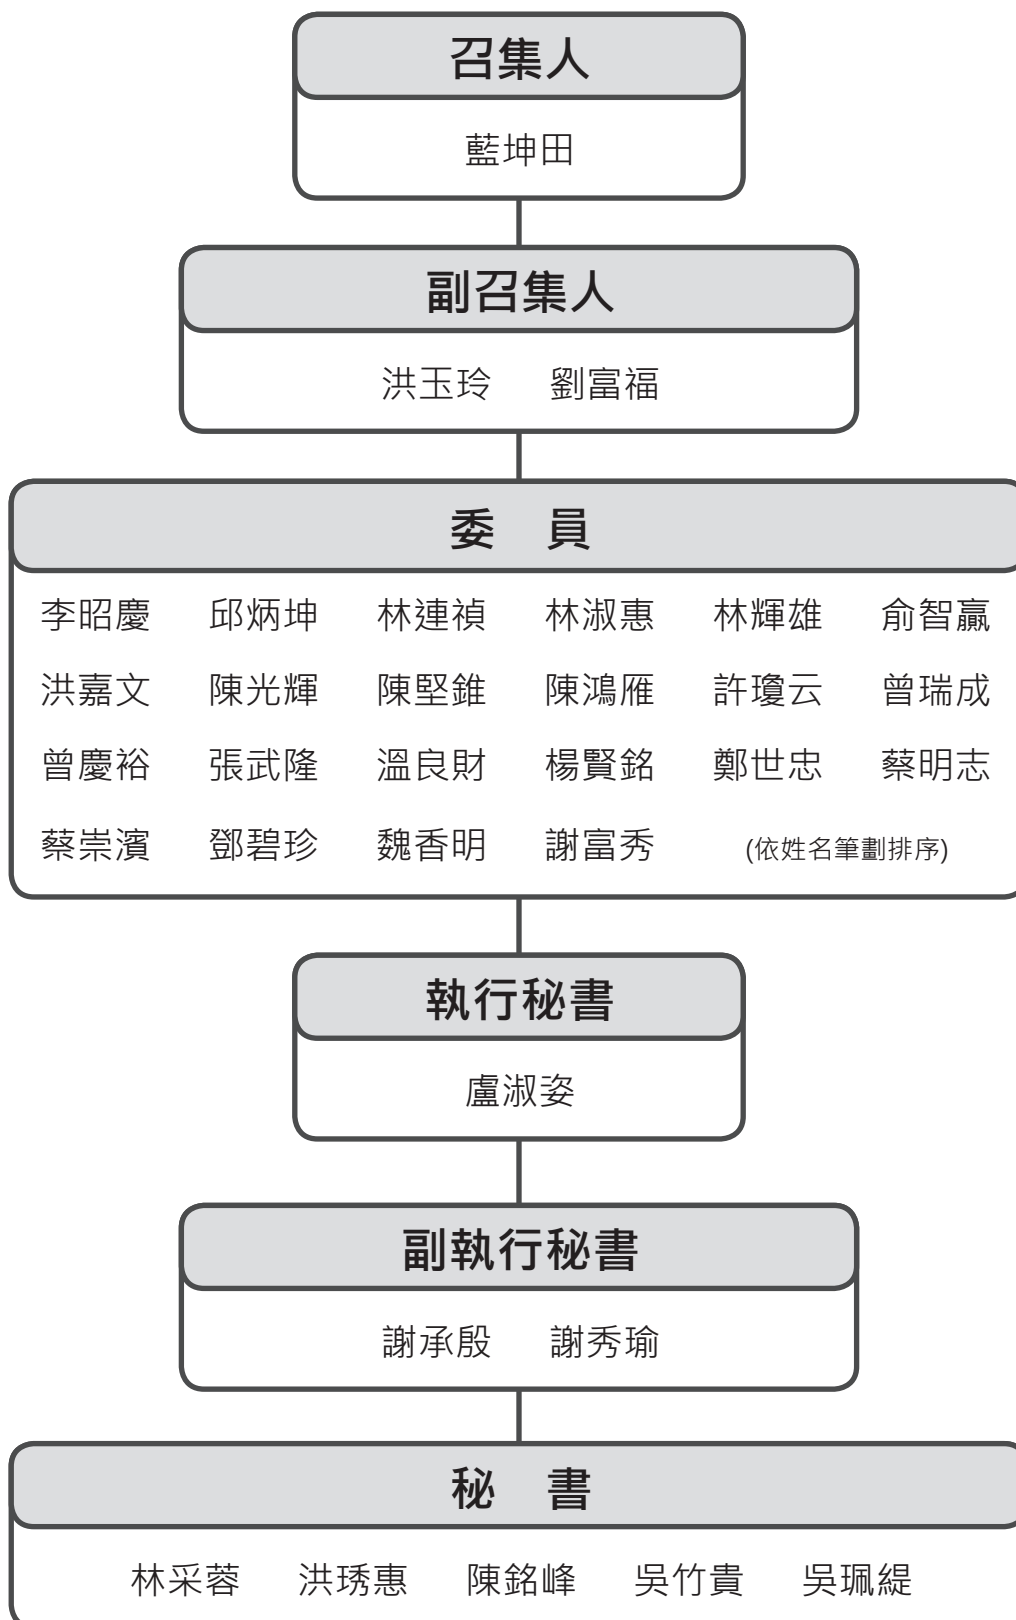 召集人
藍坤田
副召集人
洪玉玲 劉富福
委 員
李昭慶 邱炳坤 林連禎 林淑惠 林輝雄 俞智贏
洪嘉文 陳光輝 陳堅錐 陳鴻雁 許瓊云 曾瑞成
曾慶裕 張武隆 溫良財 楊賢銘 鄭世忠 蔡明志
蔡崇濱 鄧碧珍 魏香明 謝富秀 (依姓名筆劃排序)
執行秘書
盧淑姿
副執行秘書
謝承殷 謝秀瑜
秘 書
林采蓉 洪琇惠 陳銘峰 吳竹貴 吳珮緹